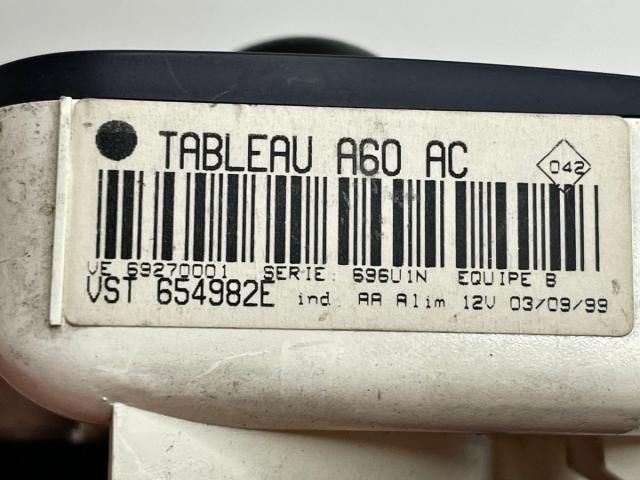 TABLEAU A60 AC
042
VE 69270001 SERIE: 696U1N EQUIPE B
VST 654982E ind. AA Alim 12V 03/09/99